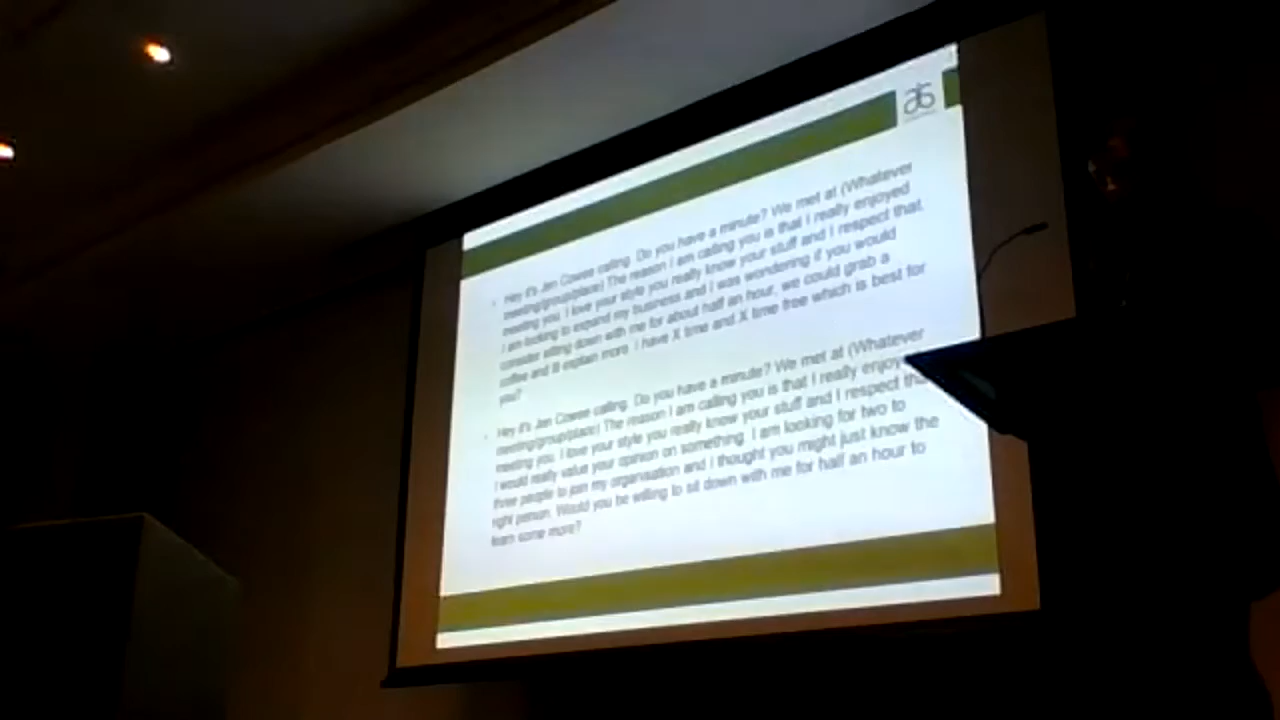 Hey it's Jen Cowee calling. Do you have a minute? We met at (Whatever
meeting/group/place) The reason I am calling you is that I really enjoyed
meeting you. I love your style you really know your stuff and I respect that.
I am looking to expand my business and I was wondering if you would
consider sitting down with me for about half an hour, we could grab a
coffee and Ill explain more. I have X time and X time free which is best for
you?
Hey it's Jen Cowee calling. Do you have a minute? We met at (Whatever
meeting/group/place) The reason I am calling you is that I really
meeting you. I love your style you really know your stuff and I respect
I would really value your opinion on something. I am looking for two to
three people to join my organisation and I thought you might just know the
right person. Would you be willing to sit down with me for half an hour to
learn some more?